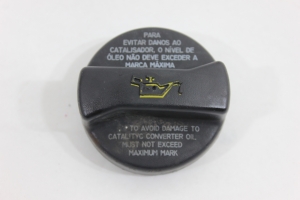 PARA
EVITAR DANOS AO
CATALISADOR, O NÍVEL DE
ÓLEO NÃO DEVE EXCEDER A
MARCA MÁXIMA
TO AVOID DAMAGE TO
CATALITYC CONVERTER OIL
MUST NOT EXCEED
MAXIMUM MARK